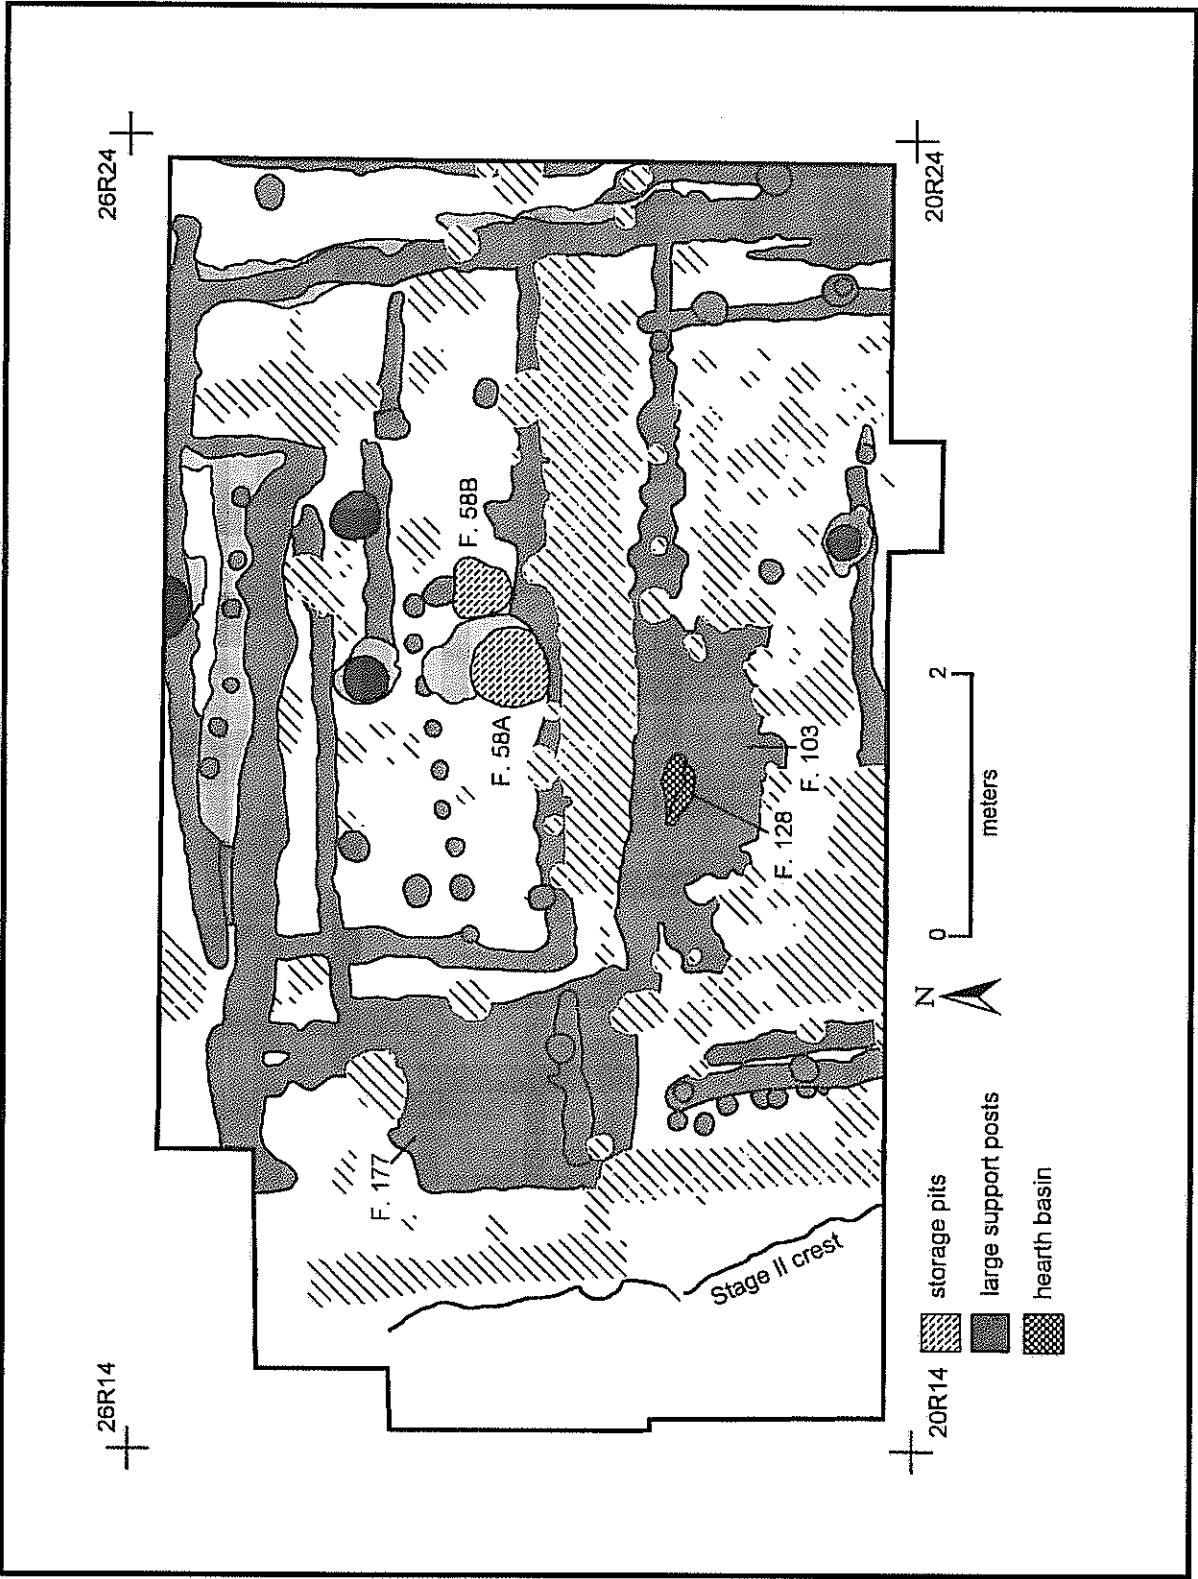 26R14
26R24
F. 177
F. 58A
F. 58B
F. 128
F. 103
Stage II crest
20R14
20R24
storage pits
large support posts
hearth basin
N
0
2
meters